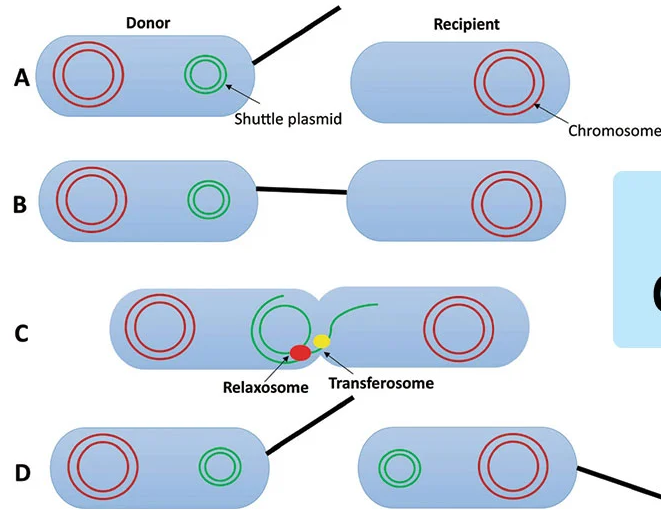 Donor
Recipient
A
Shuttle plasmid
Chromosome
B
C
Relaxosome
Transferosome
D